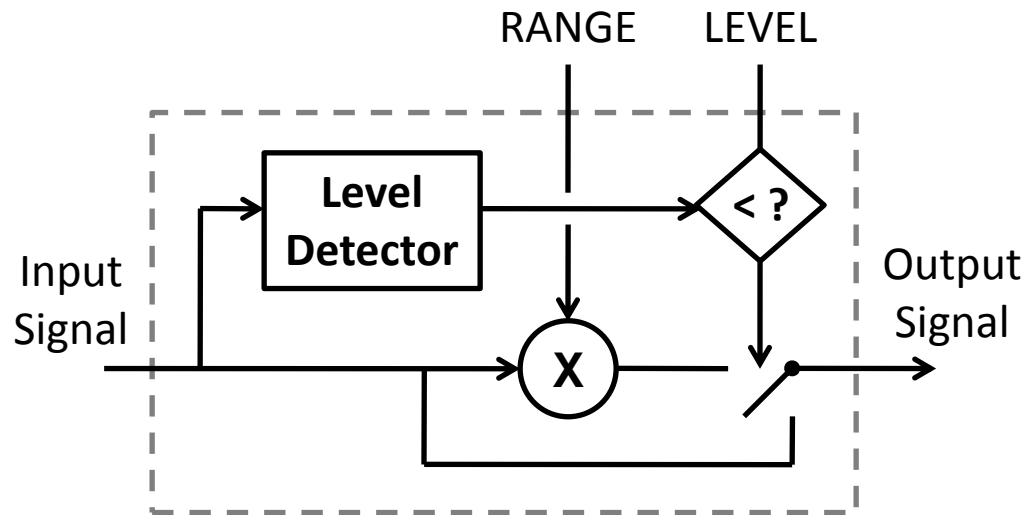 RANGE
LEVEL
Level
Detector
< ?
Input
Signal
X
Output
Signal